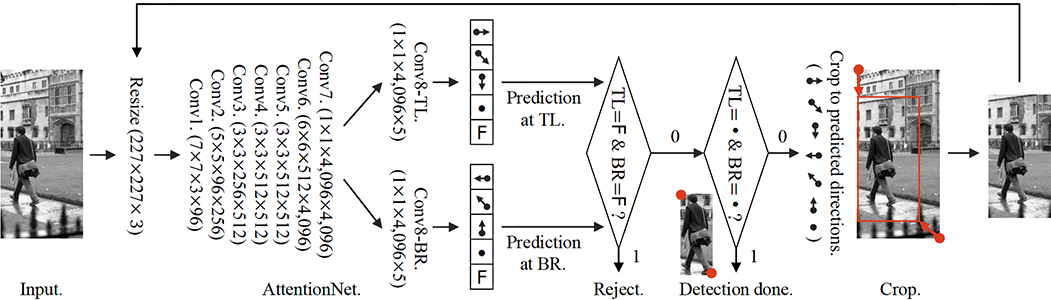 Input.
Resize (227×227×3)
Conv1. (7×7×3×96)
Conv2. (5×5×96×256)
Conv3. (3×3×256×512)
Conv4. (3×3×512×512)
Conv5. (3×3×512×512)
Conv6. (6×6×512×4,096)
Conv7. (1×1×4,096×4,096)
AttentionNet.
Conv8-TL.
(1×1×4,096×5)
F
Prediction
at TL.
Conv8-BR.
(1×1×4,096×5)
F
Prediction
at BR.
TL=F & BR=F ?
0
1
Reject.
TL= • & BR= • ?
0
1
Detection done.
Crop to predicted directions.
( ⟷ )
Crop.